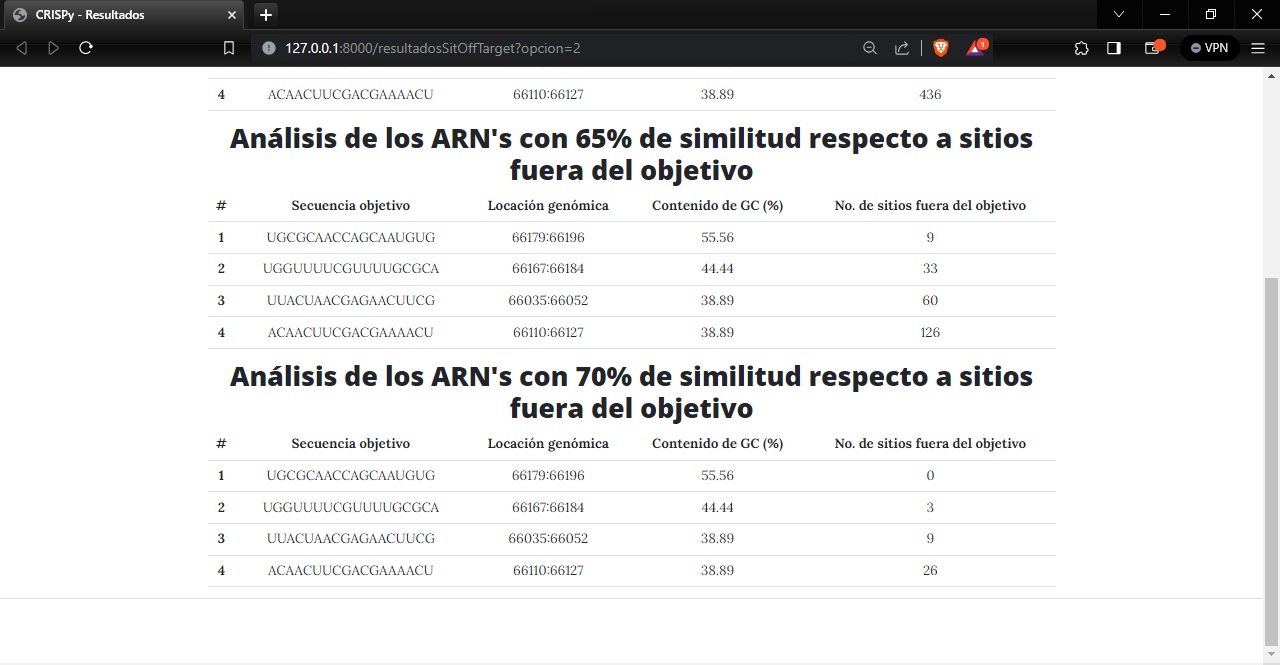 CRISPy - Resultados
127.0.0.1:8000/resultadosSitOffTarget?opcion=2
1
VPN
4 ACAACUUCGACGAAAACU 66110:66127 38.89 436
Análisis de los ARN's con 65% de similitud respecto a sitios
fuera del objetivo
# Secuencia objetivo Locación genómica Contenido de GC (%) No. de sitios fuera del objetivo
1 UGCGCAACCAGCAAUGUG 66179:66196 55.56 9
2 UGGUUUUCGUUUUGCGCA 66167:66184 44.44 33
3 UUACUAACGAGAACUUCG 66035:66052 38.89 60
4 ACAACUUCGACGAAAACU 66110:66127 38.89 126
Análisis de los ARN's con 70% de similitud respecto a sitios
fuera del objetivo
# Secuencia objetivo Locación genómica Contenido de GC (%) No. de sitios fuera del objetivo
1 UGCGCAACCAGCAAUGUG 66179:66196 55.56 0
2 UGGUUUUCGUUUUGCGCA 66167:66184 44.44 3
3 UUACUAACGAGAACUUCG 66035:66052 38.89 9
4 ACAACUUCGACGAAAACU 66110:66127 38.89 26